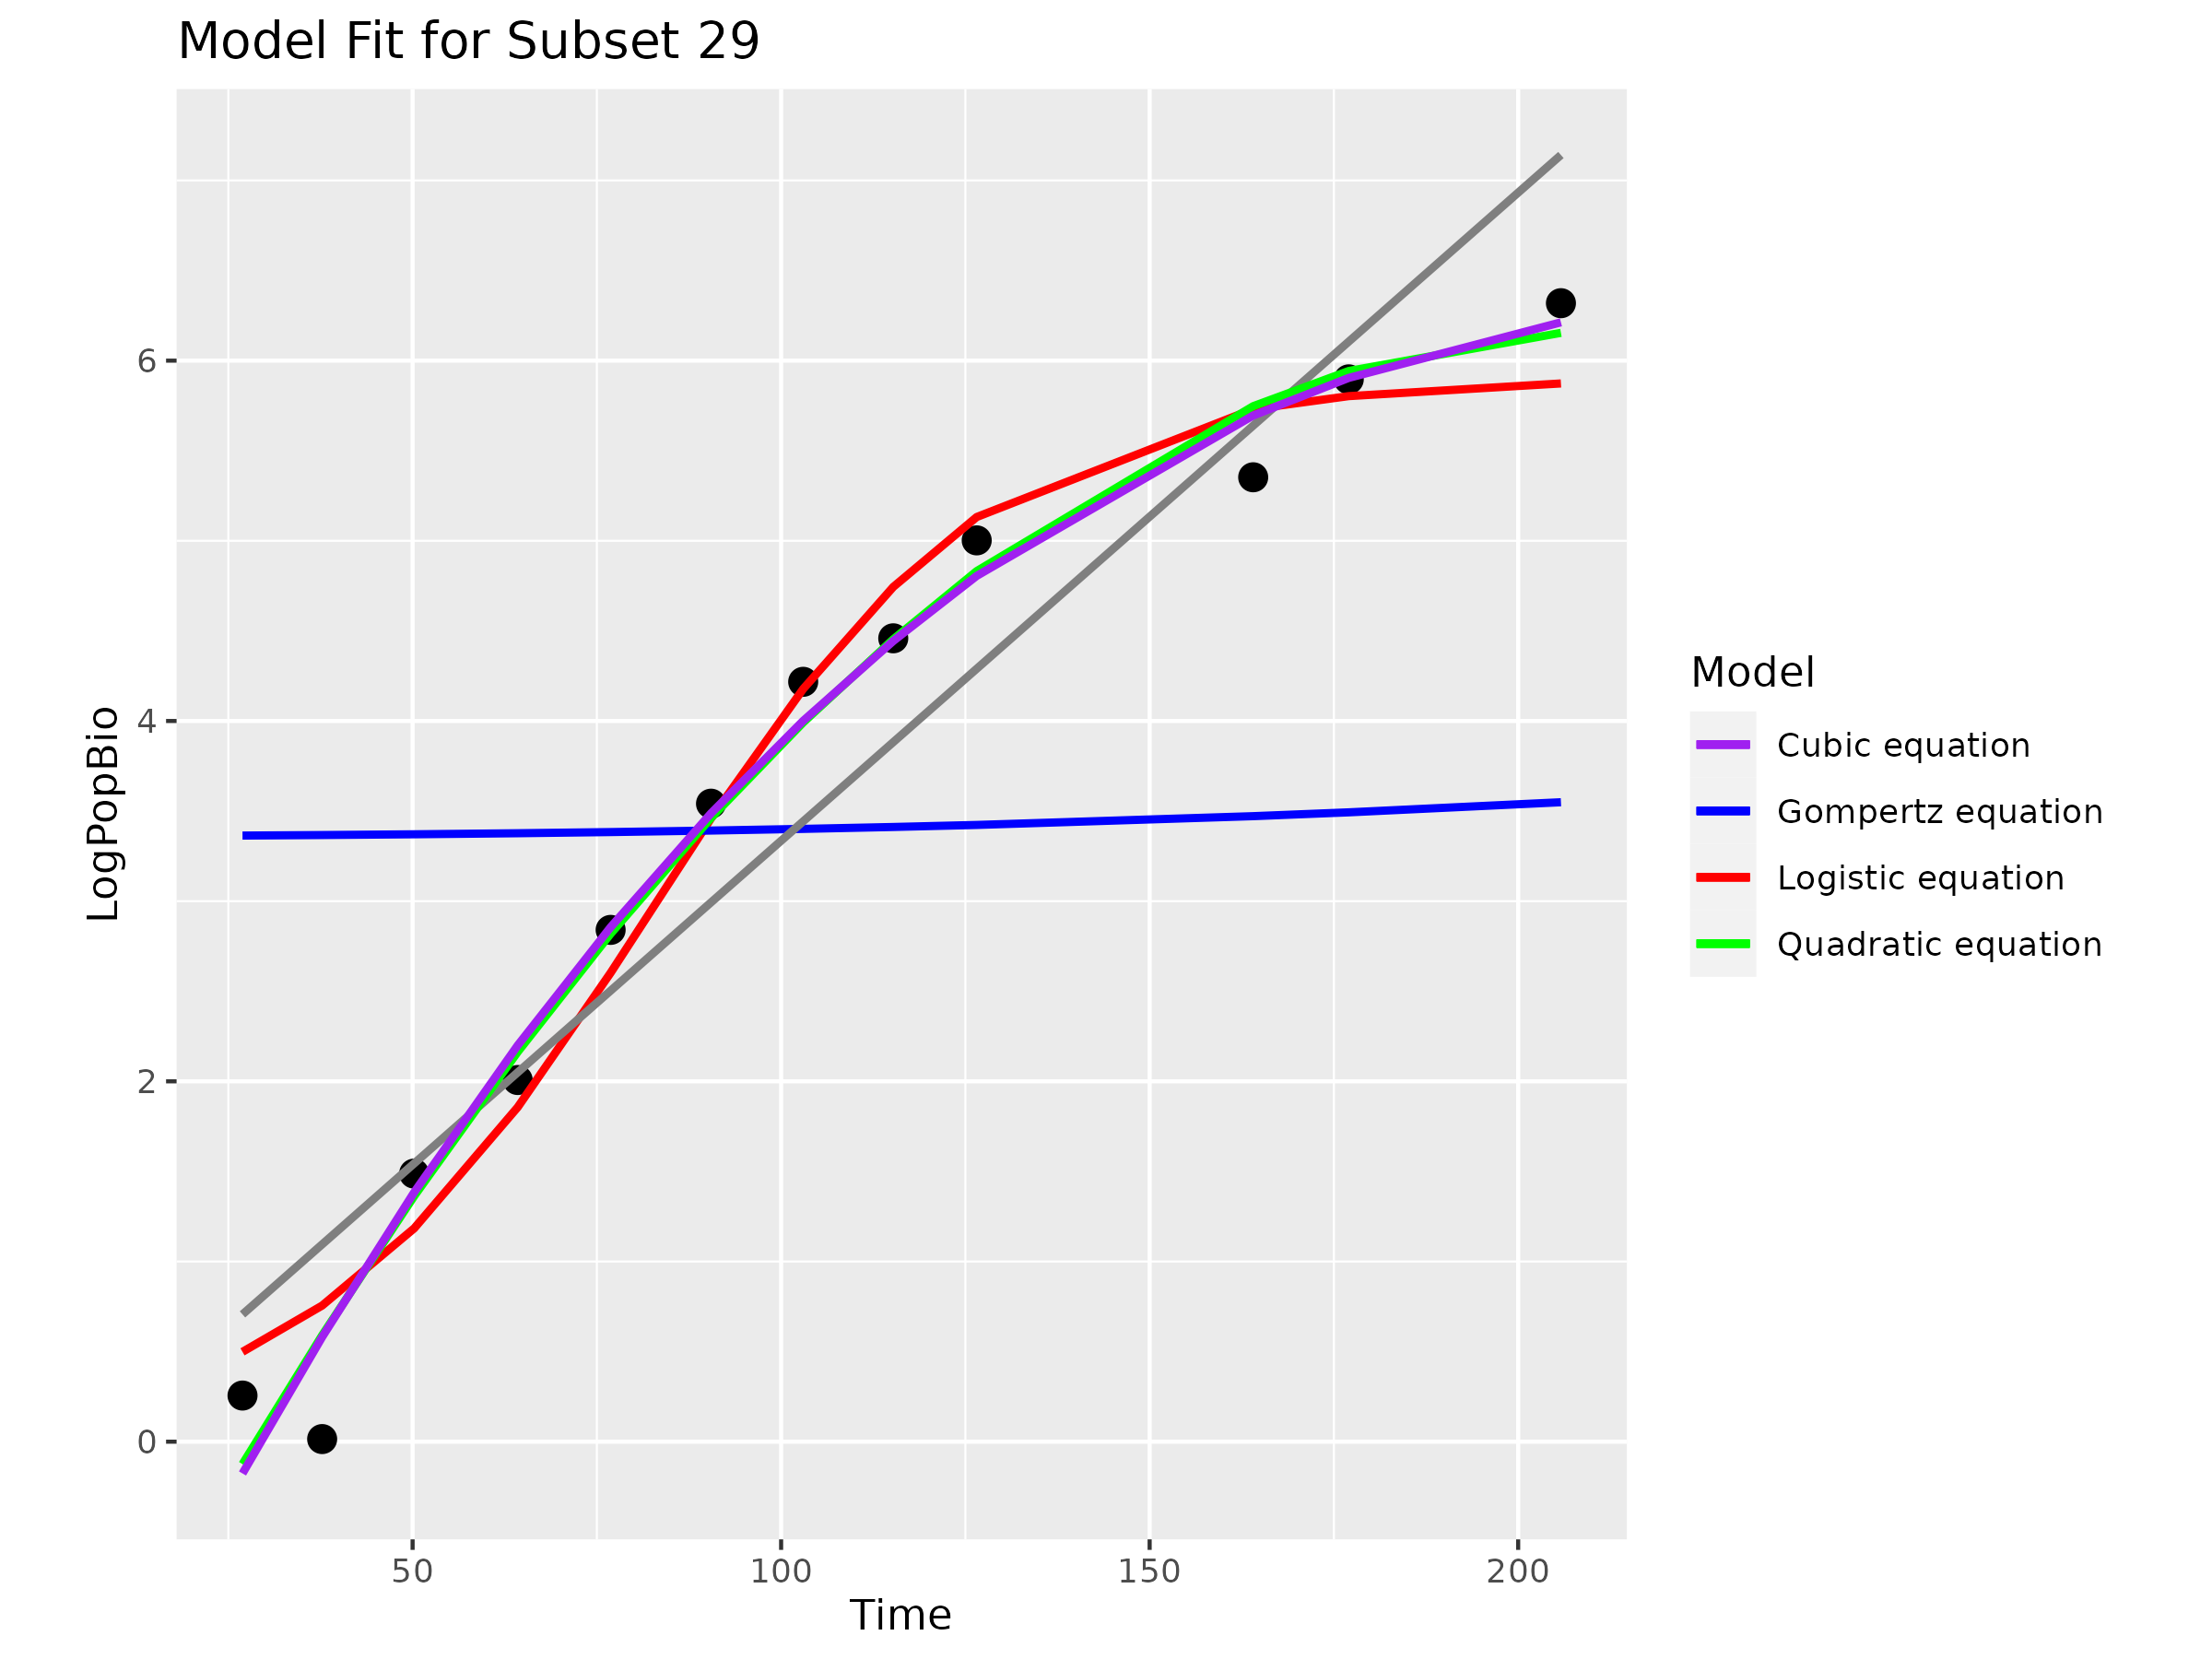 Model Fit for Subset 29
LogPopBio
6
4
2
0
50 100 150 200
Time
Model
Cubic equation
Gompertz equation
Logistic equation
Quadratic equation